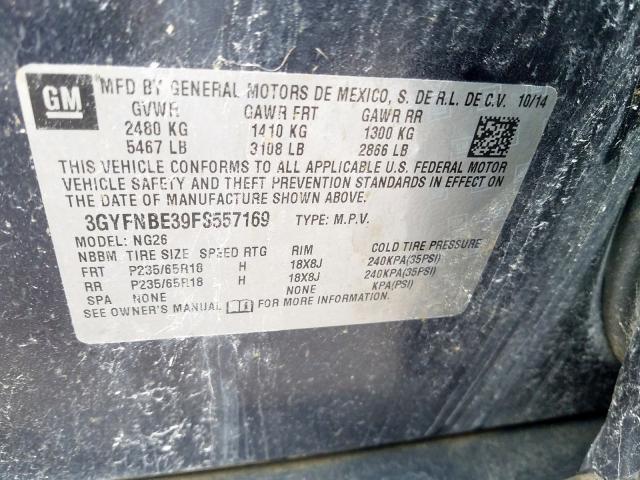 GM
MFD BY GENERAL MOTORS DE MEXICO, S. DE R.L. DE C.V. 10/14
GVWR GAWR FRT GAWR RR
2480 KG 1410 KG 1300 KG
5467 LB 3108 LB 2866 LB
THIS VEHICLE CONFORMS TO ALL APPLICABLE U.S. FEDERAL MOTOR
VEHICLE SAFETY AND THEFT PREVENTION STANDARDS IN EFFECT ON
THE DATE OF MANUFACTURE SHOWN ABOVE.
3GYFNBE39FS557169 TYPE: M.P.V.
MODEL: NG26
NBBM TIRE SIZE SPEED RTG RIM COLD TIRE PRESSURE
FRT P235/65R18 H 18X8J 240KPA(35PSI)
RR P235/65R18 H 18X8J 240KPA(35PSI)
SPA NONE NONE KPA(PSI)
SEE OWNER'S MANUAL FOR MORE INFORMATION.